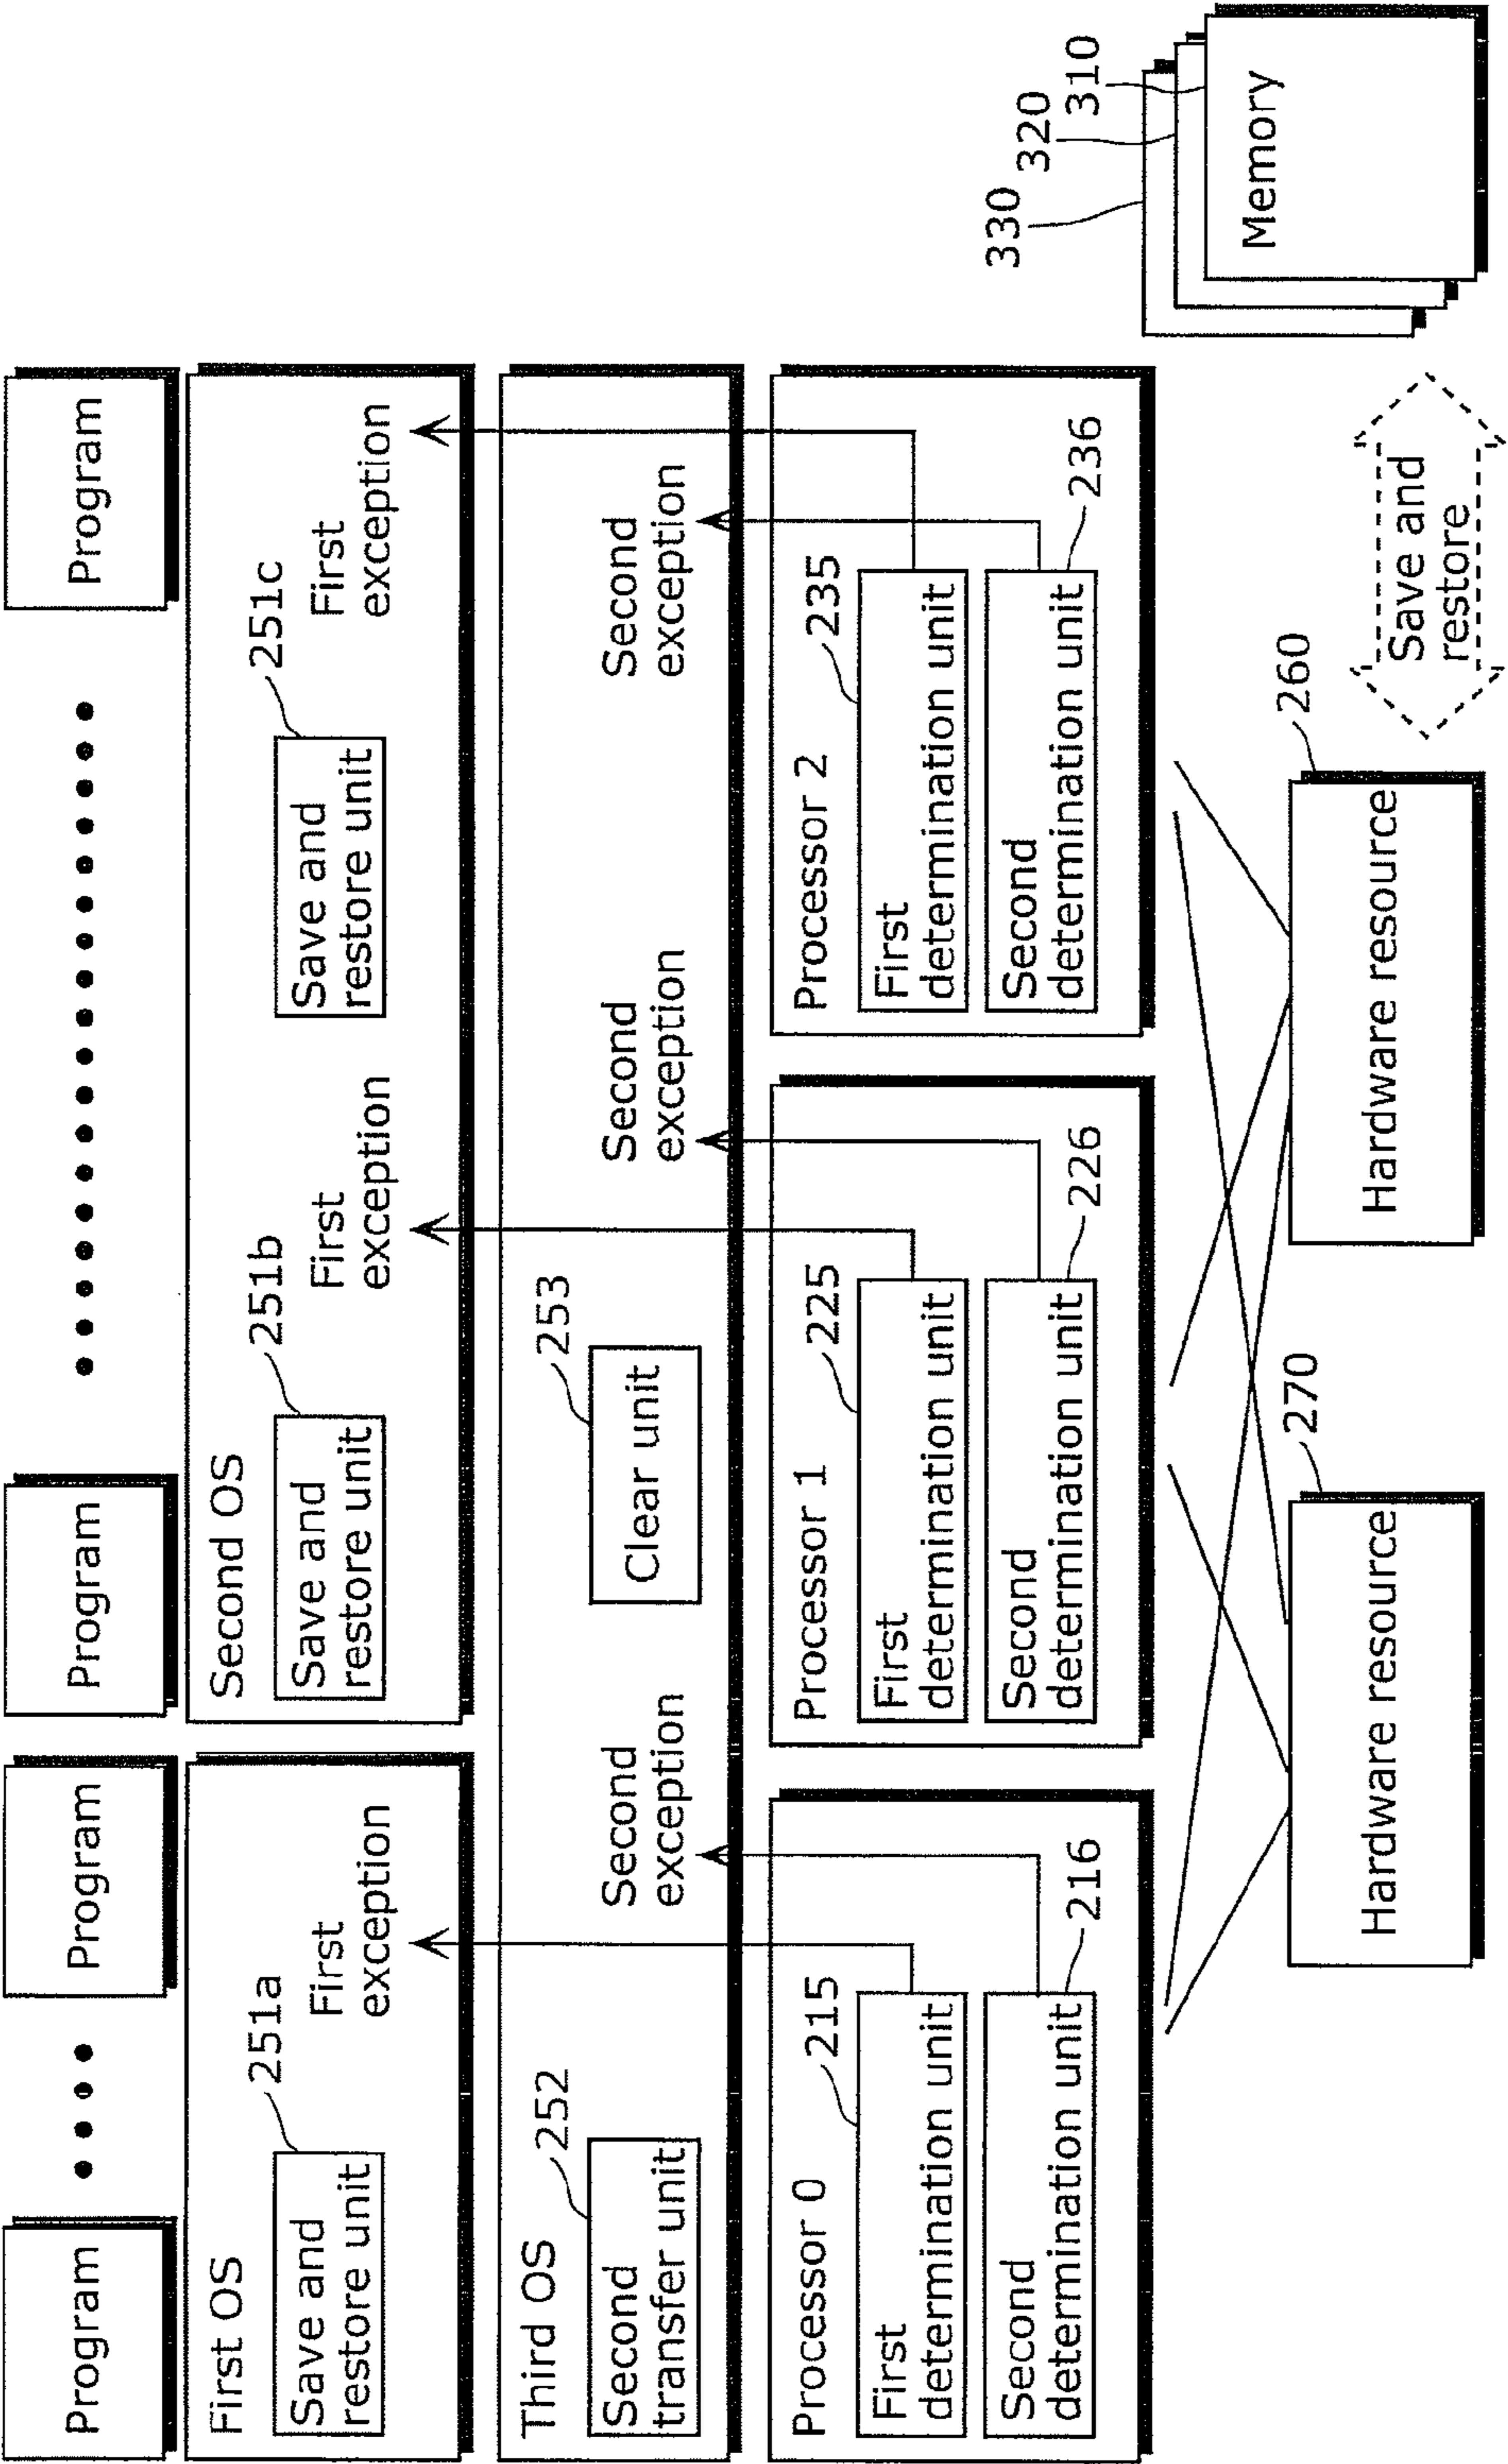 Program
Program
Program
Program
First OS
251a
Save and
restore unit
First
exception
Second OS
251b
Save and
restore unit
First
exception
251c
Save and
restore unit
First
exception
Third OS
252
Second
transfer unit
Second
exception
253
Clear unit
Second
exception
Second
exception
Processor 0
215
First
determination unit
Second
determination unit
216
Processor 1
225
First
determination unit
Second
determination unit
226
Processor 2
235
First
determination unit
Second
determination unit
236
270
Hardware resource
260
Hardware resource
Save and
restore
330
320
310
Memory